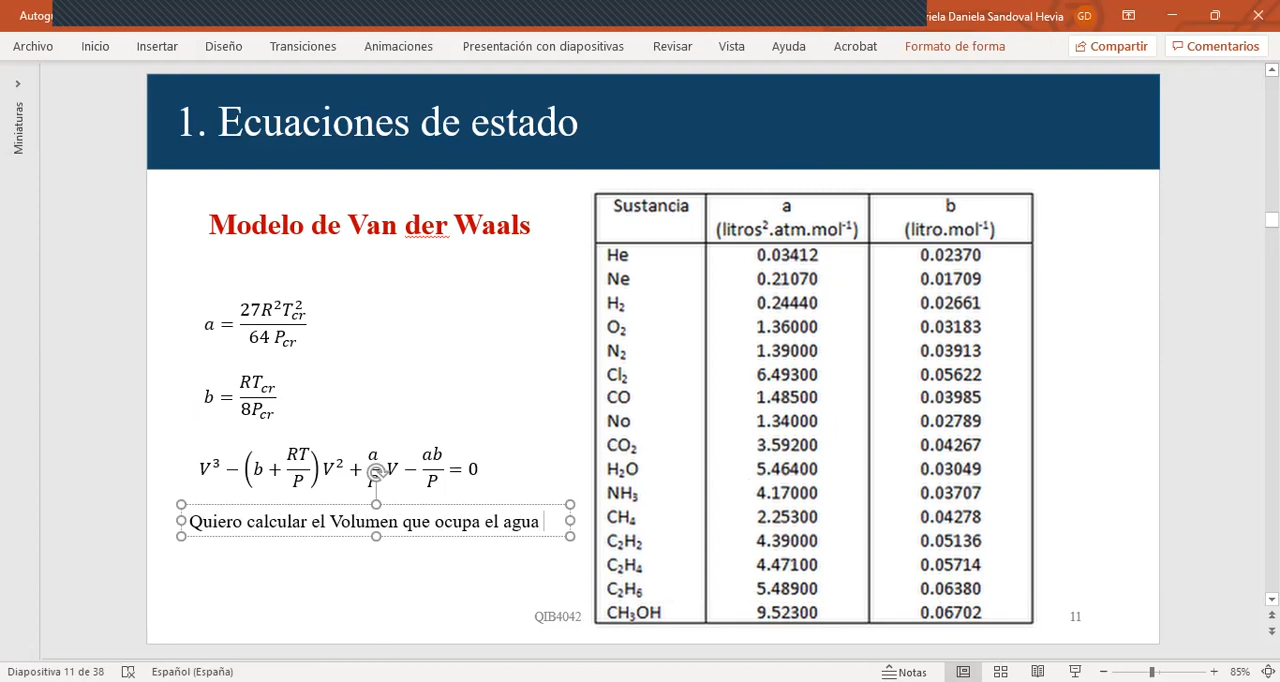 Autogu
riela Daniela Sandoval Hevia GD
Archivo Inicio Insertar Diseño Transiciones Animaciones Presentación con diapositivas Revisar Vista Ayuda Acrobat Formato de forma Compartir Comentarios
Miniaturas
1. Ecuaciones de estado
Modelo de Van der Waals
a = 27R²T²cr / 64 Pcr
b = RTcr / 8Pcr
V³ − (b + RT/P) V² + a/P V − ab/P = 0
Quiero calcular el Volumen que ocupa el agua
Sustancia a b
(litros².atm.mol⁻¹) (litro.mol⁻¹)
He 0.03412 0.02370
Ne 0.21070 0.01709
H₂ 0.24440 0.02661
O₂ 1.36000 0.03183
N₂ 1.39000 0.03913
Cl₂ 6.49300 0.05622
CO 1.48500 0.03985
No 1.34000 0.02789
CO₂ 3.59200 0.04267
H₂O 5.46400 0.03049
NH₃ 4.17000 0.03707
CH₄ 2.25300 0.04278
C₂H₂ 4.39000 0.05136
C₂H₄ 4.47100 0.05714
C₂H₆ 5.48900 0.06380
CH₃OH 9.52300 0.06702
QIB4042 11
Diapositiva 11 de 38 Español (España) Notas 85%